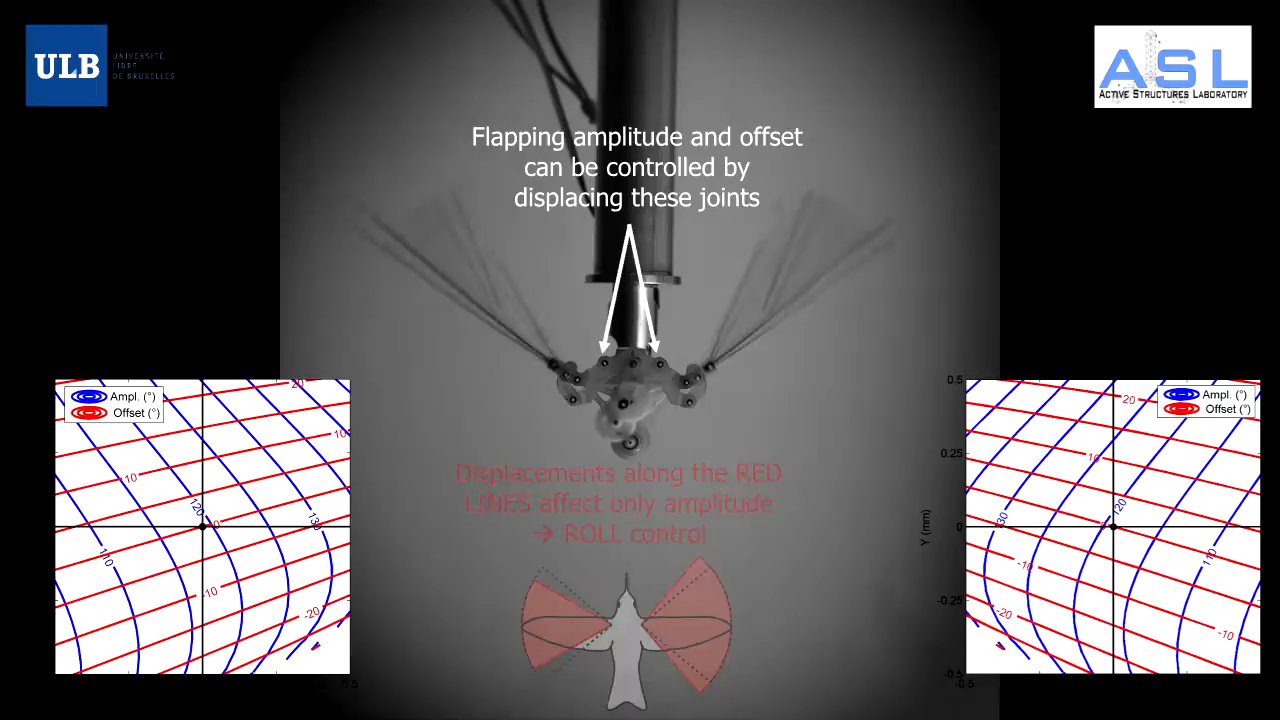 ULB
UNIVERSITÉ
LIBRE
DE BRUXELLES
ASL
ACTIVE STRUCTURES LABORATORY
Flapping amplitude and offset
can be controlled by
displacing these joints
Displacements along the RED
LINES affect only amplitude
→ ROLL control
Ampl. (°)
Offset (°)
20
10
10
120
0
130
110
-10
-20
0.5
Ampl. (°)
Offset (°)
20
0.25
10
120
130
0
Y (mm)
110
-10
-0.25
-20
-10
-0.5
-0.5